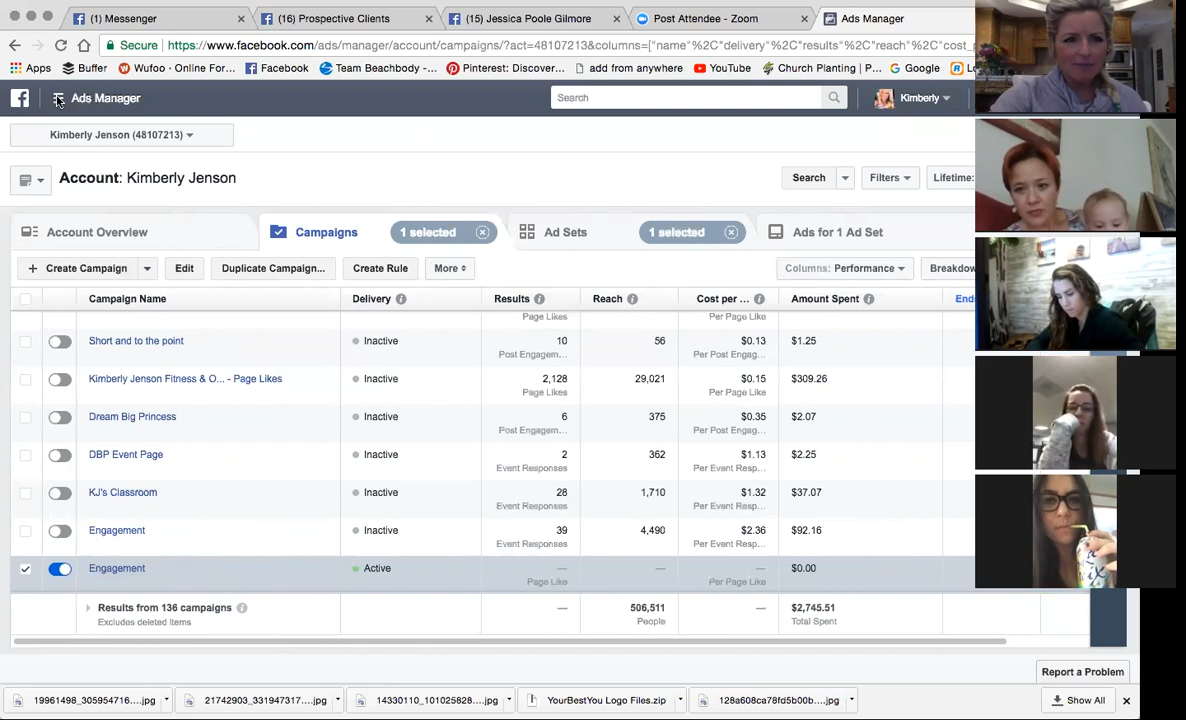 (1) Messenger
(16) Prospective Clients
(15) Jessica Poole Gilmore
Post Attendee - Zoom
Ads Manager
Secure
https://www.facebook.com/ads/manager/account/campaigns/?act=48107213&columns=["name"%2C"delivery"%2C"results"%2C"reach"%2C"cost_p
Apps
Buffer
Wufoo - Online For...
Facebook
Team Beachbody -...
Pinterest: Discover...
add from anywhere
YouTube
Church Planting | P...
Google
Ads Manager
Search
Kimberly
Kimberly Jenson (48107213)
Account: Kimberly Jenson
Search
Filters
Lifetime:
Account Overview
Campaigns
1 selected
Ad Sets
1 selected
Ads for 1 Ad Set
+ Create Campaign
Edit
Duplicate Campaign...
Create Rule
More
Columns: Performance
Breakdow
Campaign Name
Delivery
Results
Reach
Cost per ...
Amount Spent
Ends
Page Likes
Per Page Like
Short and to the point
Inactive
10
56
$0.13
$1.25
Post Engagem...
Per Post Engag...
Kimberly Jenson Fitness & O... - Page Likes
Inactive
2,128
29,021
$0.15
$309.26
Page Likes
Per Page Like
Dream Big Princess
Inactive
6
375
$0.35
$2.07
Post Engagem...
Per Post Engag...
DBP Event Page
Inactive
2
362
$1.13
$2.25
Event Responses
Per Event Resp...
KJ's Classroom
Inactive
28
1,710
$1.32
$37.07
Event Responses
Per Event Resp...
Engagement
Inactive
39
4,490
$2.36
$92.16
Event Responses
Per Event Resp...
Engagement
Active
—
—
—
$0.00
Page Like
Per Page Like
Results from 136 campaigns
—
506,511
—
$2,745.51
Excludes deleted items
People
Total Spent
Report a Problem
19961498_305954716....jpg
21742903_331947317....jpg
14330110_101025828....jpg
YourBestYou Logo Files.zip
128a608ca78fd5b00b....jpg
Show All